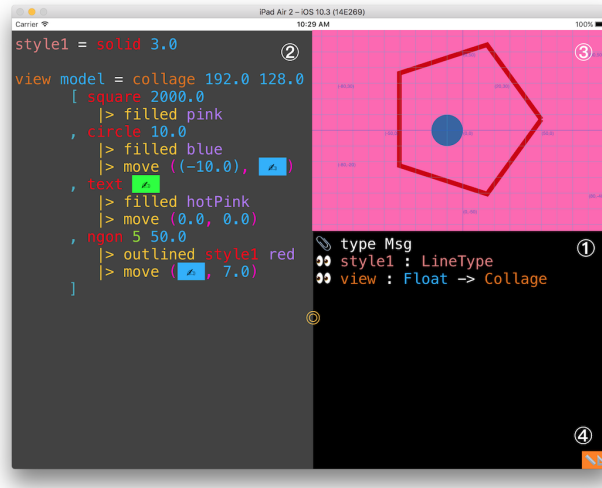 iPad Air 2 – iOS 10.3 (14E269)
Carrier 10:29 AM 100%
style1 = solid 3.0
②
view model = collage 192.0 128.0
[ square 2000.0
|> filled pink
, circle 10.0
|> filled blue
|> move ((-10.0), ✍)
, text ✍
|> filled hotPink
|> move (0.0, 0.0)
, ngon 5 50.0
|> outlined style1 red
|> move (✍, 7.0)
]
③
①
📎 type Msg
👀 style1 : LineType
👀 view : Float -> Collage
④